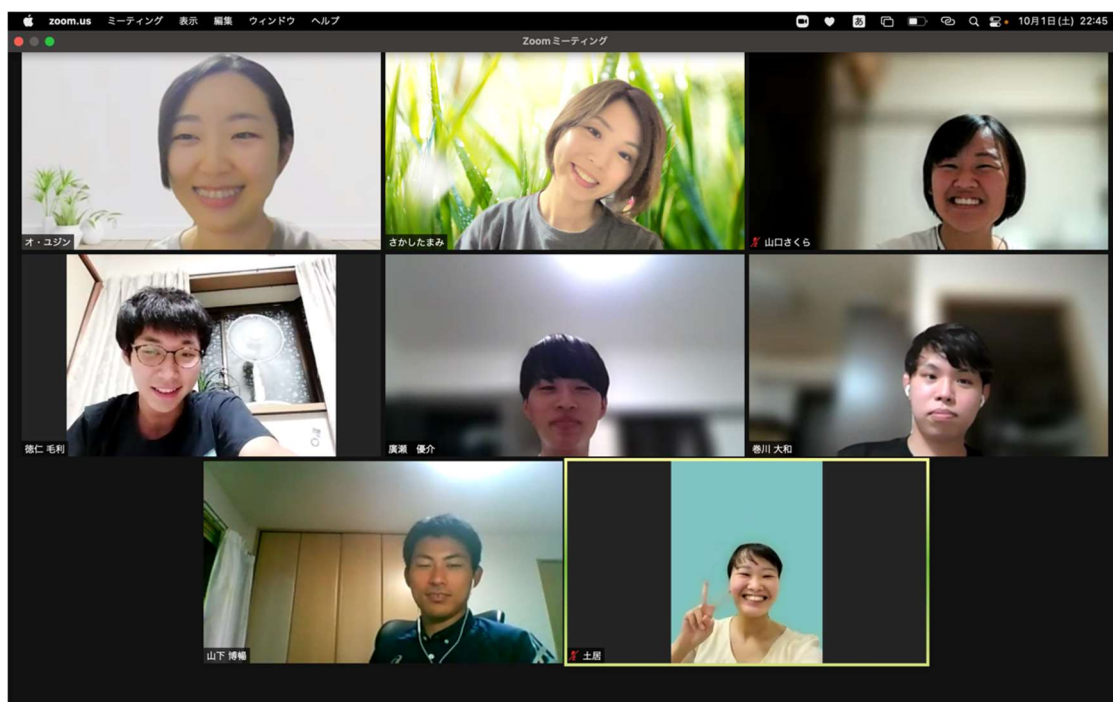 zoom.us ミーティング 表示 編集 ウィンドウ ヘルプ あ 10月1日(土) 22:45
Zoomミーティング
オ・ユジン
さかしたまみ
山口さくら
徳仁 毛利
廣瀬 優介
巻川 大和
山下 博暢
土居